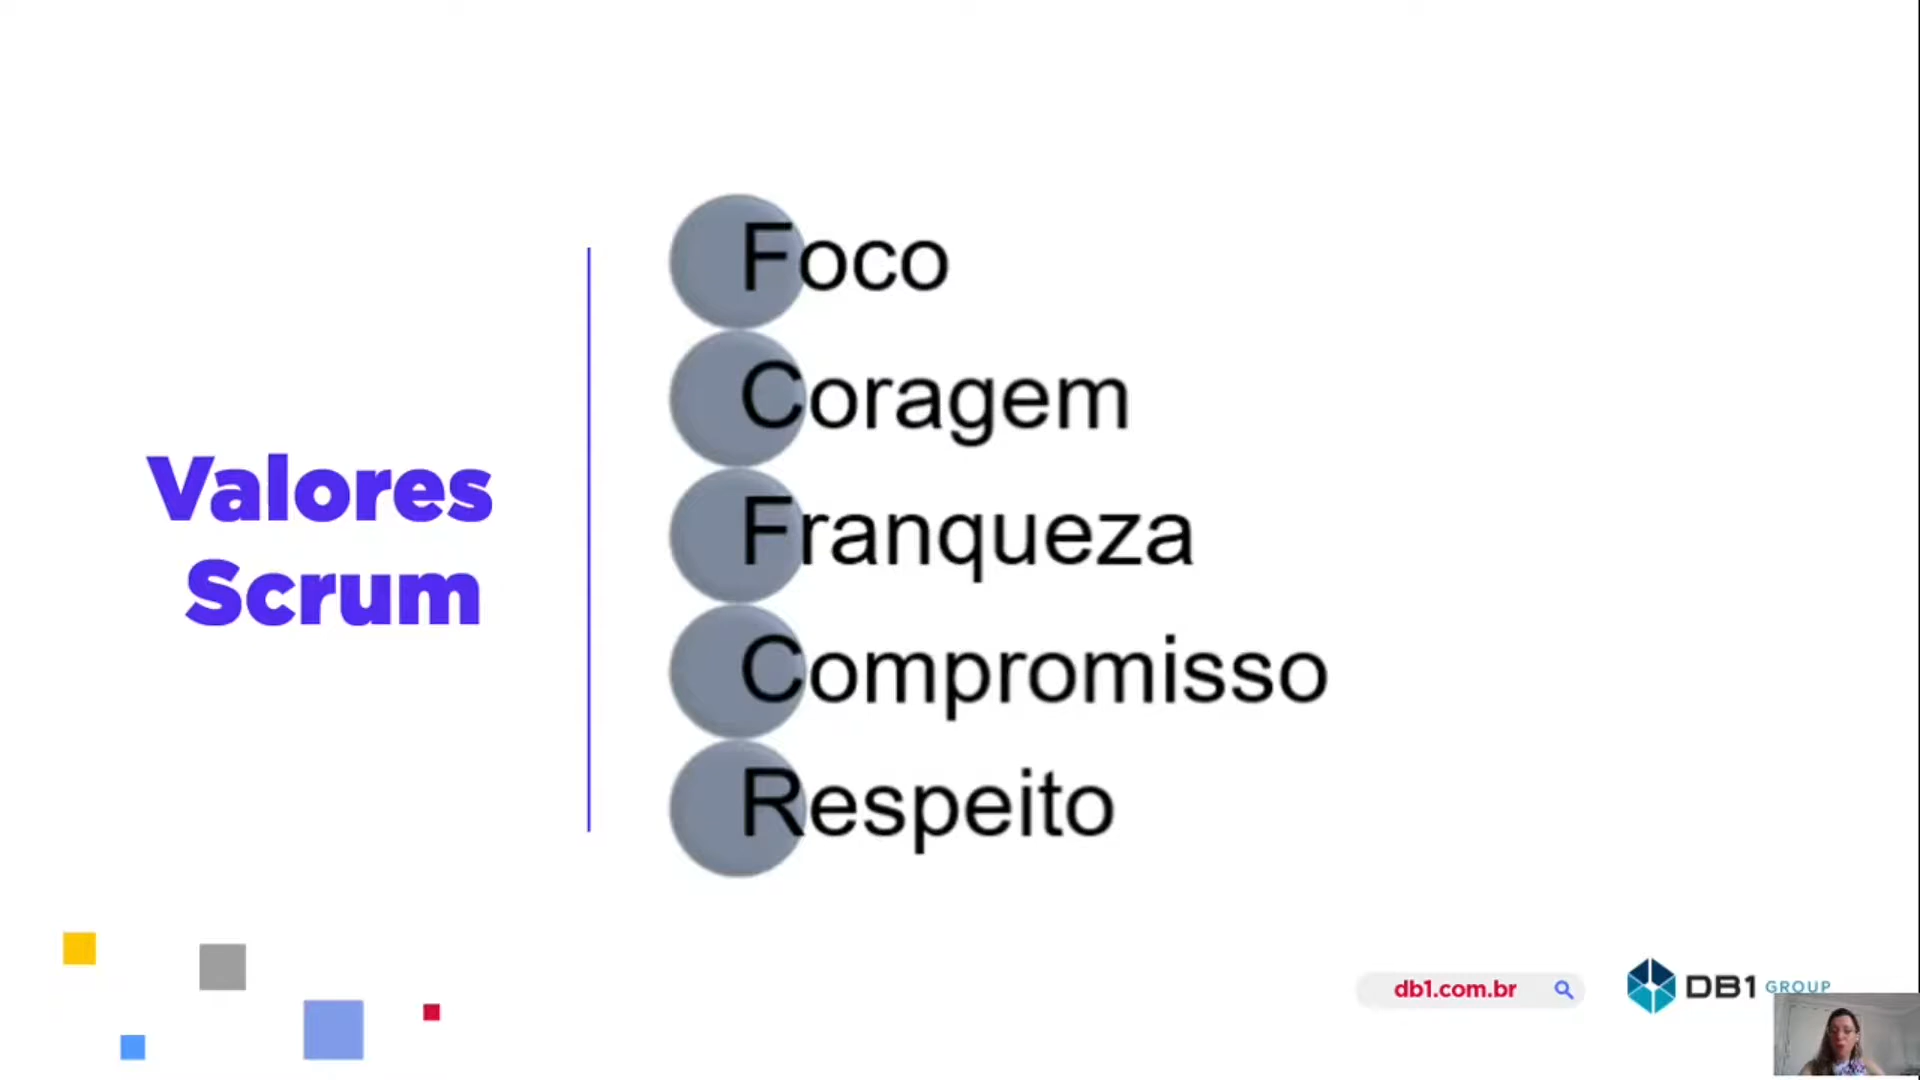 Valores
Scrum
Foco
Coragem
Franqueza
Compromisso
Respeito
db1.com.br
DB1 GROUP